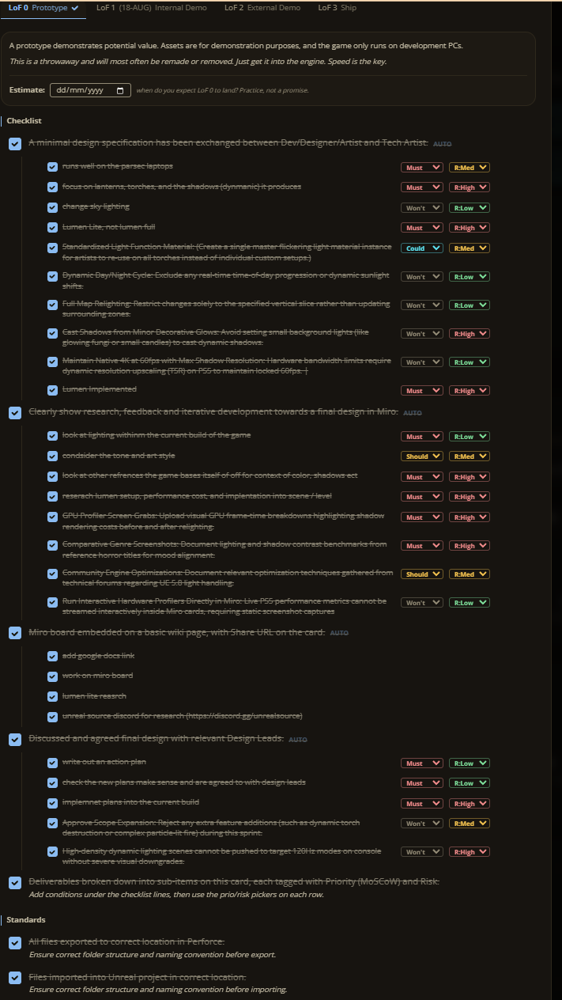 LoF 0 Prototype ✓ LoF 1 (18-AUG) Internal Demo LoF 2 External Demo LoF 3 Ship
A prototype demonstrates potential value. Assets are for demonstration purposes, and the game only runs on development PCs.
This is a throwaway and will most often be remade or removed. Just get it into the engine. Speed is the key.
Estimate: dd/mm/yyyy when do you expect LoF 0 to land? Practice, not a promise.
Checklist
A minimal design specification has been exchanged between Dev/Designer/Artist and Tech Artist. AUTO
runs well on the parsec laptops Must R:Med
focus on lanterns, torches, and the shadows (dynmanic) it produces Must R:High
change sky lighting Won't R:Low
Lumen Lite, not lumen full Must R:High
Standardized Light Function Material: (Create a single master flickering light material instance Could R:Med
for artists to re-use on all torches instead of individual custom setups.)
Dynamic Day/Night Cycle: Exclude any real-time time-of-day progression or dynamic sunlight Won't R:Low
shifts.
Full Map Relighting: Restrict changes solely to the specified vertical slice rather than updating Won't R:Low
surrounding zones.
Cast Shadows from Minor Decorative Glows: Avoid setting small background lights (like Won't R:High
glowing fungi or small candles) to cast dynamic shadows.
Maintain Native 4K at 60fps with Max Shadow Resolution: Hardware bandwidth limits require Won't R:Low
dynamic resolution upscaling (TSR) on PS5 to maintain locked 60fps. |
Lumen Implemented Must R:High
Clearly show research, feedback and iterative development towards a final design in Miro. AUTO
look at lighting withinm the current build of the game Must R:Low
condsider the tone and art style Should R:Med
look at other refrences the game bases itself of off for context of color, shadows ect Must R:High
reserach lumen setup, performance cost, and implentation into scene / level Must R:High
GPU Profiler Screen Grabs: Upload visual GPU frame-time breakdowns highlighting shadow Must R:High
rendering costs before and after relighting.
Comparative Genre Screenshots: Document lighting and shadow contrast benchmarks from Must R:High
reference horror titles for mood alignment.
Community Engine Optimizations: Document relevant optimization techniques gathered from Should R:Med
technical forums regarding UE 5.8 light handling.
Run Interactive Hardware Profilers Directly in Miro: Live PS5 performance metrics cannot be Won't R:Low
streamed interactively inside Miro cards, requiring static screenshot captures
Miro board embedded on a basic wiki page, with Share URL on the card. AUTO
add google docs link
work on miro board
lumen lite reasrch
unreal source discord for research (https://discord.gg/unrealsource)
Discussed and agreed final design with relevant Design Leads. AUTO
write out an action plan Must R:Low
check the new plans make sense and are agreed to with design leads Must R:Low
implemnet plans into the current build Must R:High
Approve Scope Expansion: Reject any extra feature additions (such as dynamic torch Won't R:Med
destruction or complex particle-lit fire) during this sprint.
High-density dynamic lighting scenes cannot be pushed to target 120Hz modes on console Won't R:High
without severe visual downgrades.
Deliverables broken down into sub-items on this card, each tagged with Priority (MoSCoW) and Risk.
Add conditions under the checklist lines, then use the prio/risk pickers on each row.
Standards
All files exported to correct location in Perforce.
Ensure correct folder structure and naming convention before export.
Files imported into Unreal project in correct location.
Ensure correct folder structure and naming convention before importing.